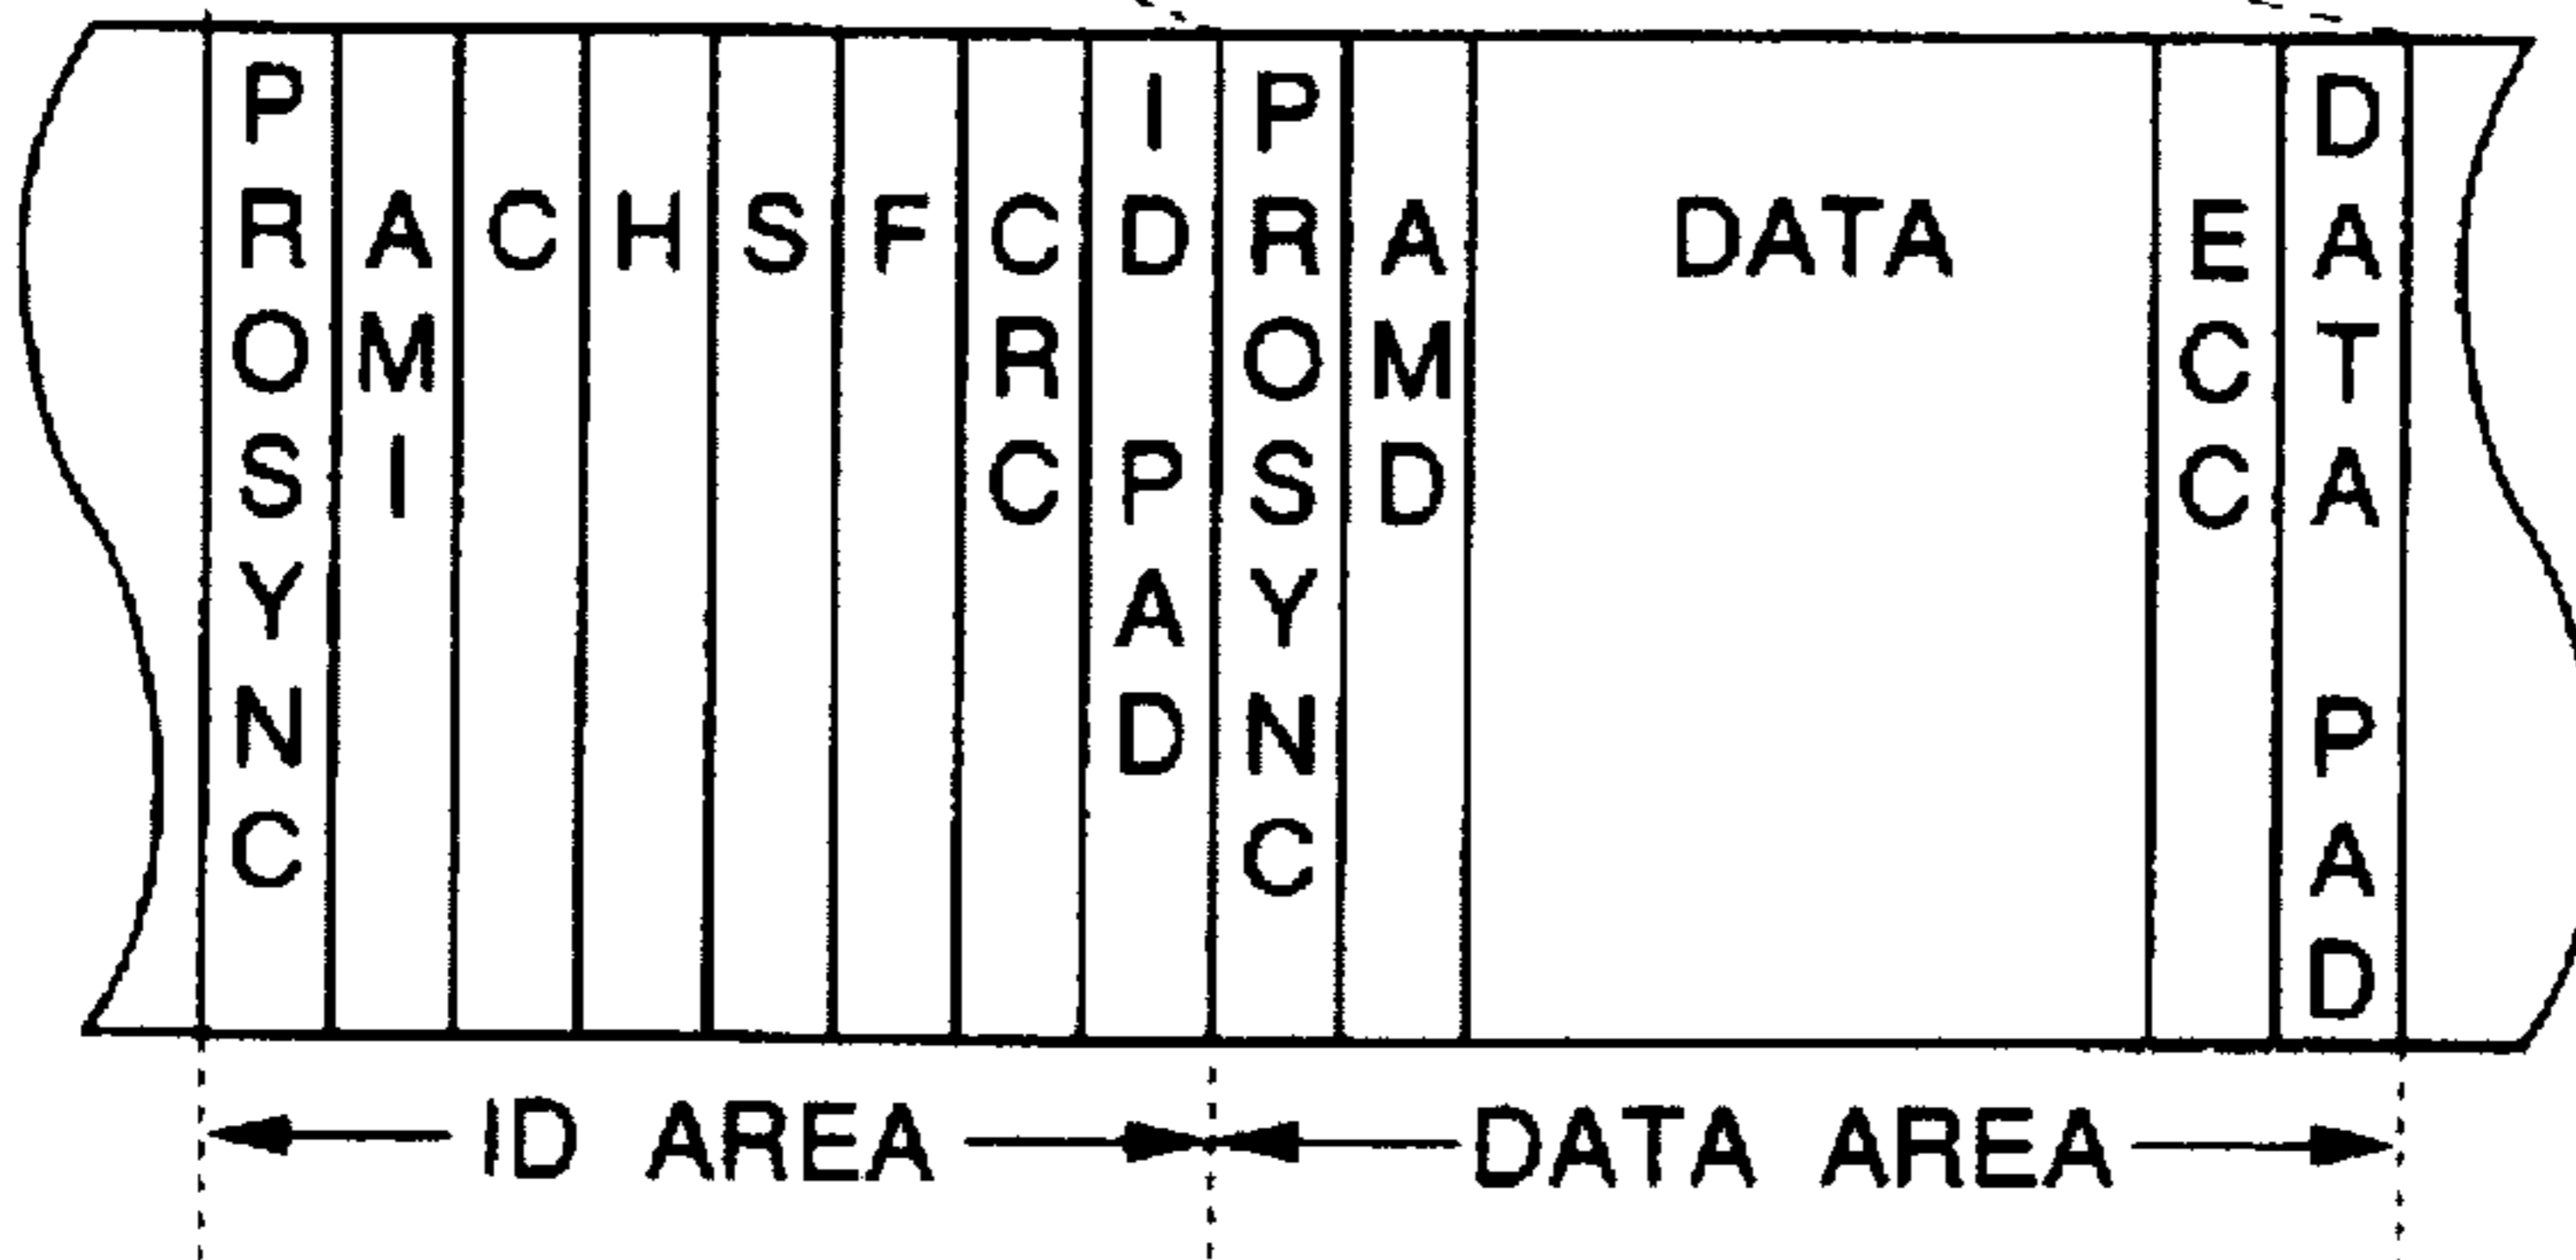 PROSYNC
AMI
C
H
S
F
CRC
ID PAD
PROSYNC
AMD
DATA
ECC
DATA PAD
ID AREA
DATA AREA